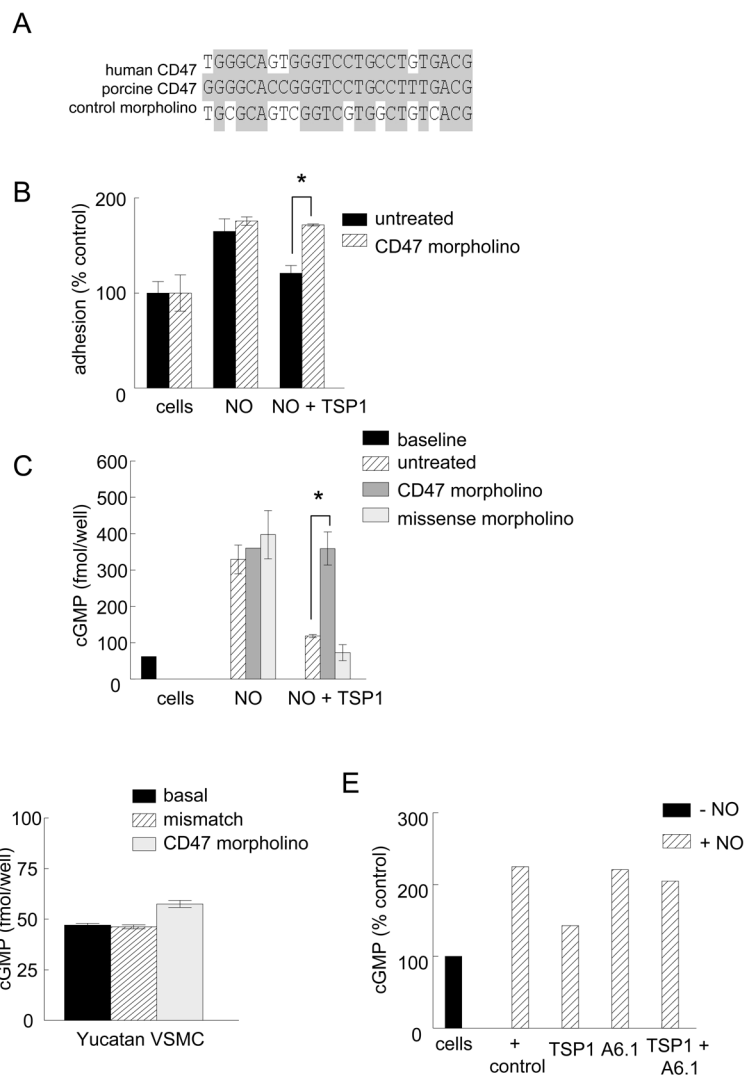 A
human CD47 TGGGCAGTGGGTCCTGCCTGTGACG
porcine CD47 GGGGCACCGGGTCCTGCCTTTGACG
control morpholino TGCGCAGTCGGTCGTGGCTGTCACG
B
adhesion (% control)
200
100
0
*
untreated
CD47 morpholino
cells NO NO + TSP1
C
cGMP (fmol/well)
600
500
400
300
200
100
0
*
baseline
untreated
CD47 morpholino
missense morpholino
cells NO NO + TSP1
cGMP (fmol/well)
100
75
50
25
0
basal
mismatch
CD47 morpholino
Yucatan VSMC
E
cGMP (% control)
300
200
100
0
- NO
+ NO
cells + control TSP1 A6.1 TSP1 + A6.1